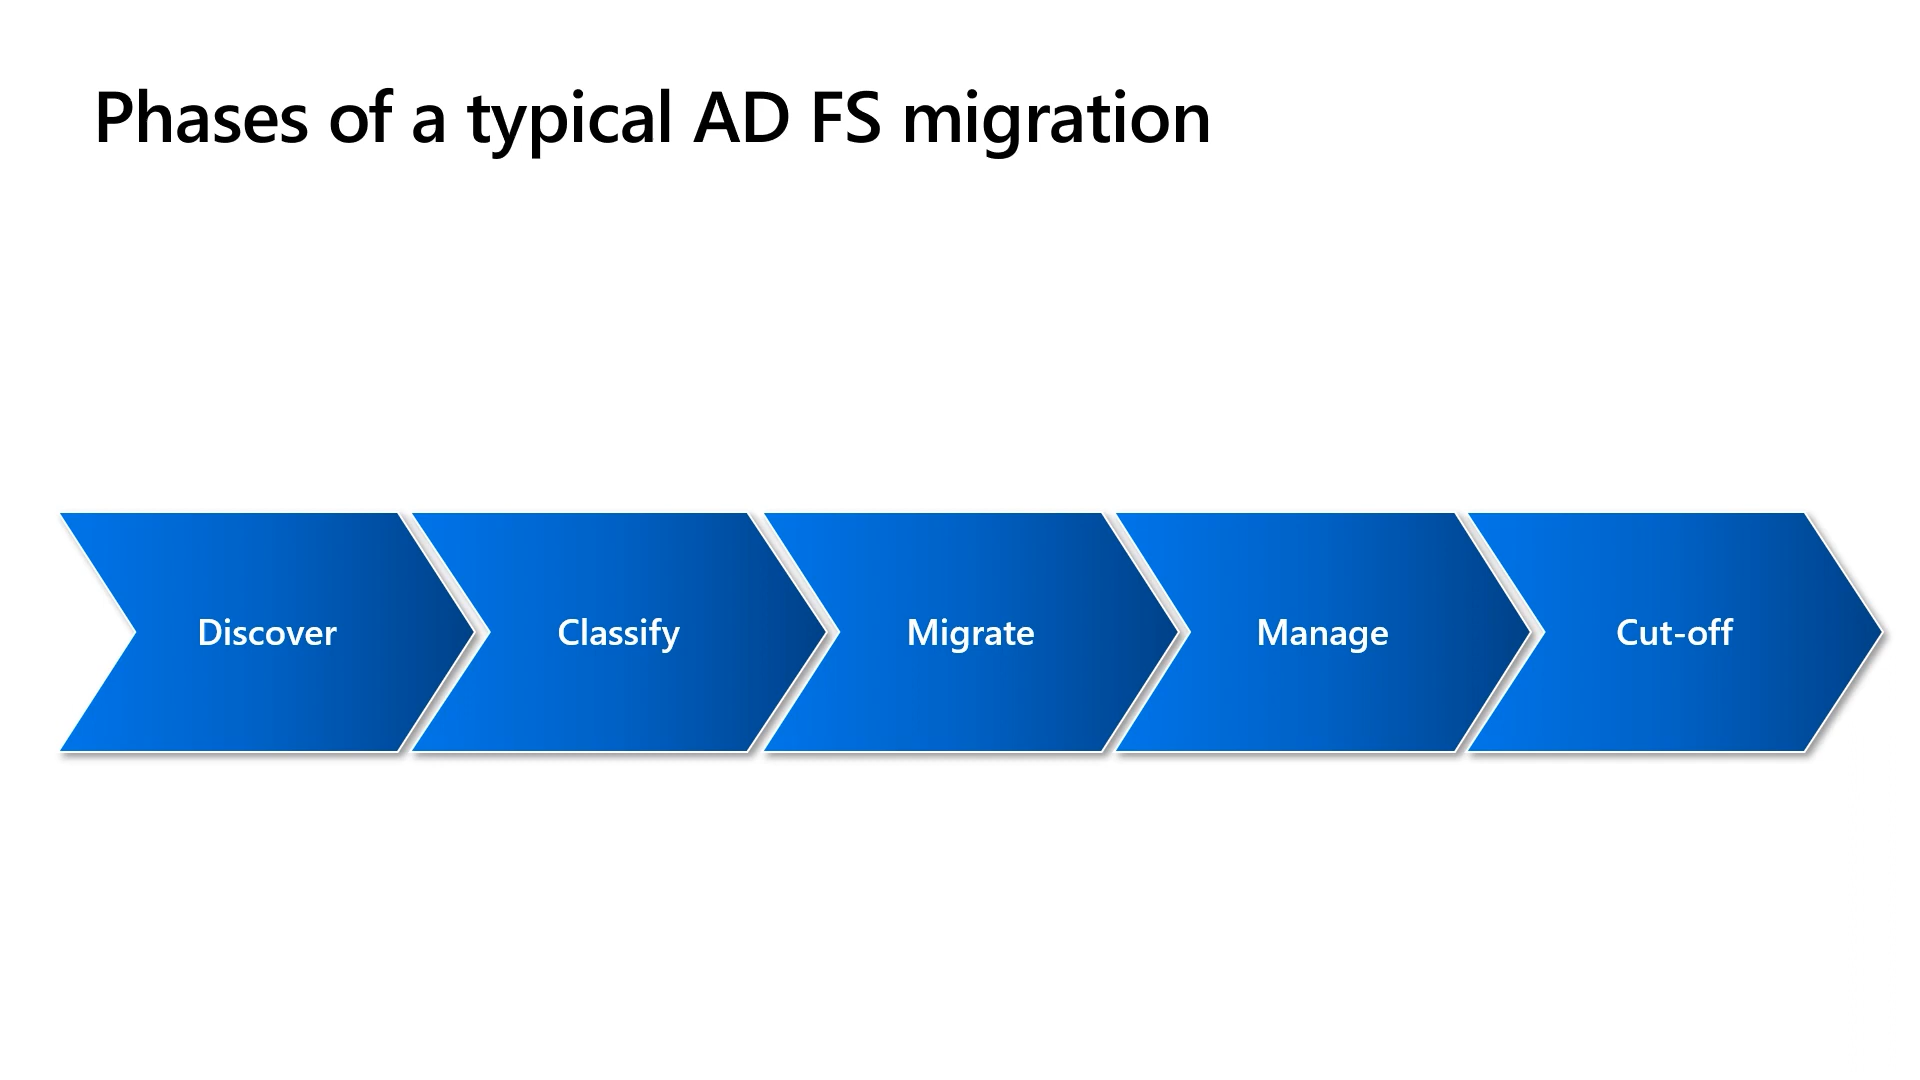 Phases of a typical AD FS migration
Discover
Classify
Migrate
Manage
Cut-off